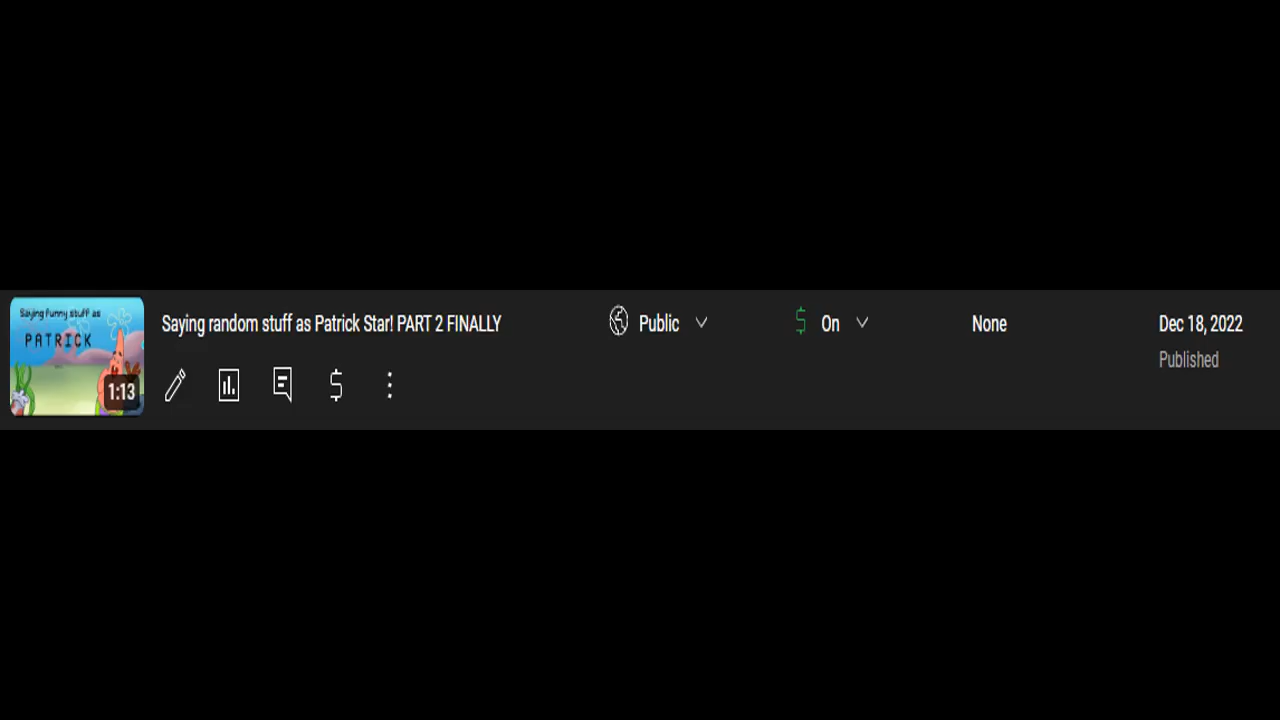 Saying funny stuff as
PATRICK
1:13
Saying random stuff as Patrick Star! PART 2 FINALLY
Public
On
None
Dec 18, 2022
Published